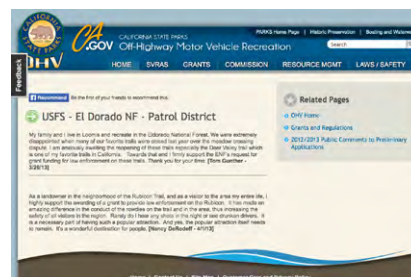 CALIFORNIA STATE PARKS
PARKS Home Page | Historic Preservation | Boating and Waterways
CALIFORNIA STATE PARKS
CA.GOV Off-Highway Motor Vehicle Recreation
Search
OHV
HOME SVRAS GRANTS COMMISSION RESOURCE MGMT LAWS / SAFETY
Feedback
Recommend Be the first of your friends to recommend this.
USFS - El Dorado NF - Patrol District
My family and I live in Loomis and recreate in the Eldorado National Forest. We were extremely
disappointed when many of our favorite trails were closed last year over the meadow crossing
dispute. I am anxiously awaiting the reopening of these trails especially the Deer Valley trail which
is one of my favorite trails in California. Towards that end I firmly support the ENF's request for
grant funding for law enforcement on these trails. Thank you for your time. [Tom Gunther -
3/26/13]
As a landowner in the neighborhood of the Rubicon Trail, and as a visitor to the area my entire life, I
highly support the awarding of a grant to provide law enforcement on the Rubicon. It has made an
amazing difference in the conduct of the rowdies on the trail and in the area, thus increasing the
safety of all visitors in the region. Rarely do I hear any shots in the night or see drunken drivers. It
is a necessary part of having such a popular attraction. And yes, the popular attraction itself needs
to remain. It's a wonderful destination for people. [Nancy DeRodeff - 4/1/13]
Related Pages
OHV Home
Grants and Regulations
2012/2013 Public Comments to Preliminary
Applications